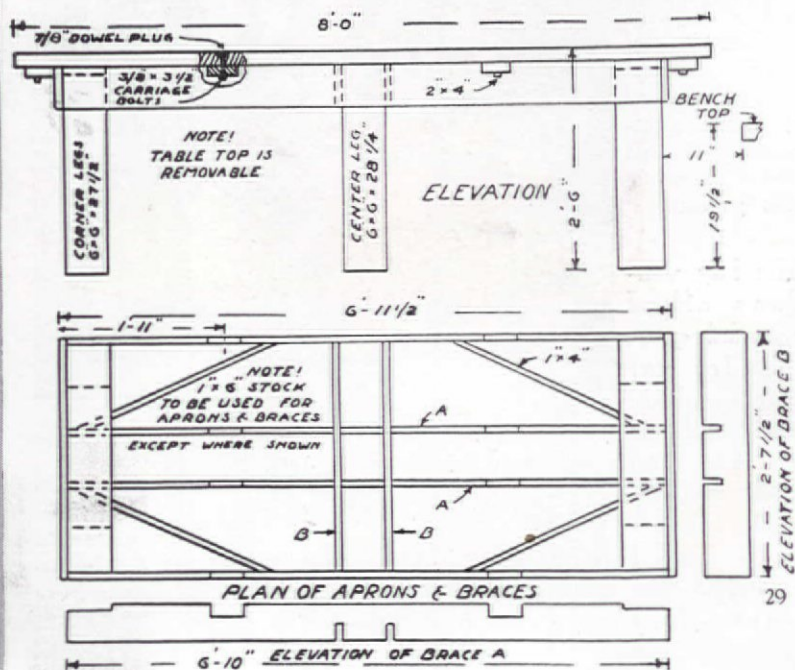 8'-0"
7/8" DOWEL PLUG
3/8" × 3 1/2
CARRIAGE
BOLTS
2" × 4"
BENCH
TOP
NOTE!
TABLE TOP IS
REMOVABLE
11"
CORNER LEGS
6" × 6" × 27 1/2"
CENTER LEG
6" × 6" × 28 1/4"
ELEVATION
2'-6"
19 1/2"
6'-11 1/2"
1'-11"
NOTE!
1" × 6" STOCK
TO BE USED FOR
APRONS & BRACES
EXCEPT WHERE SHOWN
1" × 4"
A
A
B
B
2'-7 1/2"
ELEVATION OF BRACE B
PLAN OF APRONS & BRACES
29
6'-10"
ELEVATION OF BRACE A